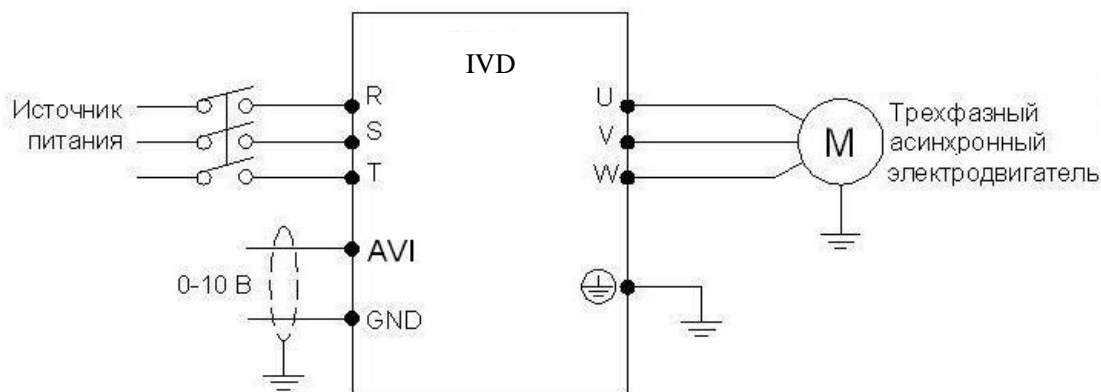 IVD
Источник
питания
R
S
T
AVI
0-10 В
GND
U
V
W
M
Трехфазный
асинхронный
электродвигатель